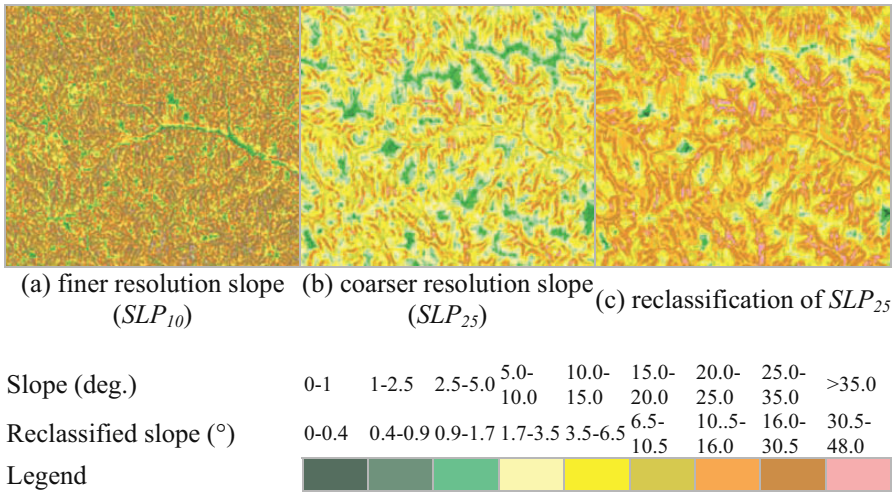 (a) finer resolution slope (SLP10)
(b) coarser resolution slope (SLP25)
(c) reclassification of SLP25
Slope (deg.) 0-1 1-2.5 2.5-5.0 5.0-10.0 10.0-15.0 15.0-20.0 20.0-25.0 25.0-35.0 >35.0
Reclassified slope (°) 0-0.4 0.4-0.9 0.9-1.7 1.7-3.5 3.5-6.5 6.5-10.5 10..5-16.0 16.0-30.5 30.5-48.0
Legend